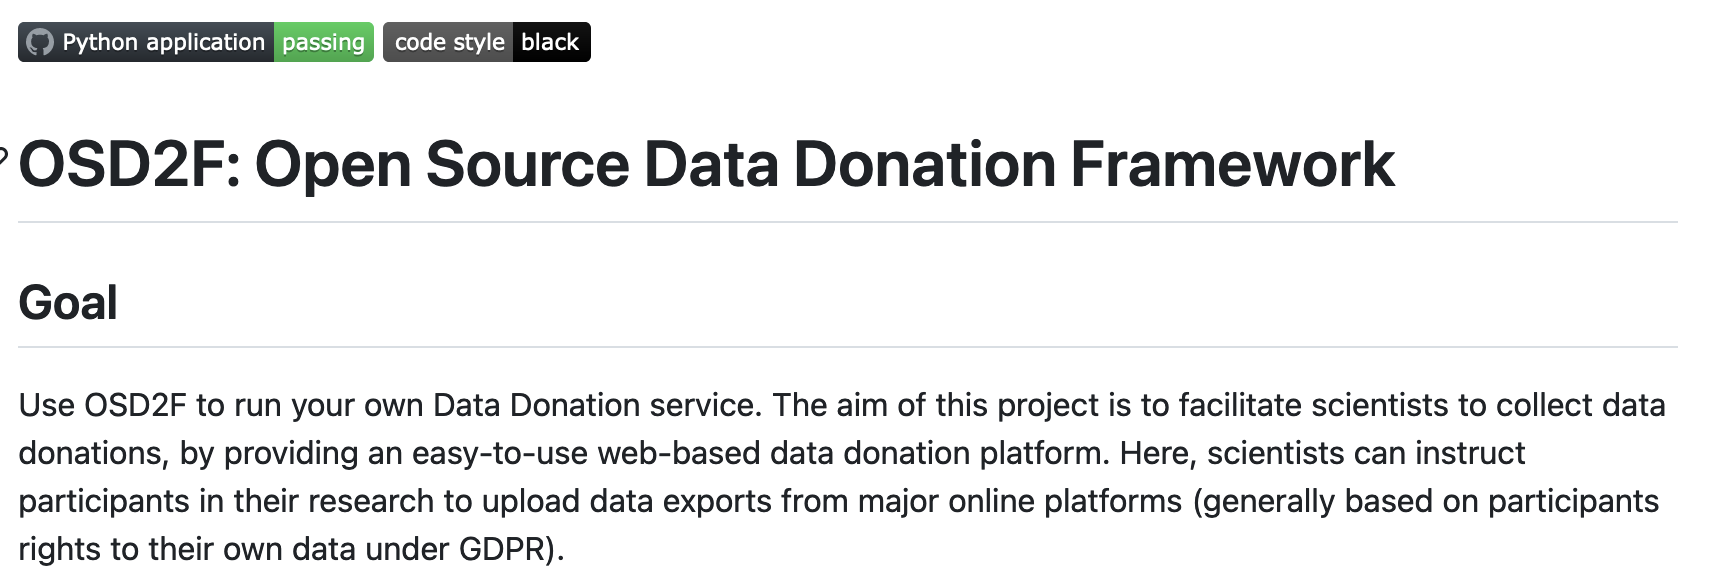 Python application passing code style black
OSD2F: Open Source Data Donation Framework
Goal
Use OSD2F to run your own Data Donation service. The aim of this project is to facilitate scientists to collect data
donations, by providing an easy-to-use web-based data donation platform. Here, scientists can instruct
participants in their research to upload data exports from major online platforms (generally based on participants
rights to their own data under GDPR).